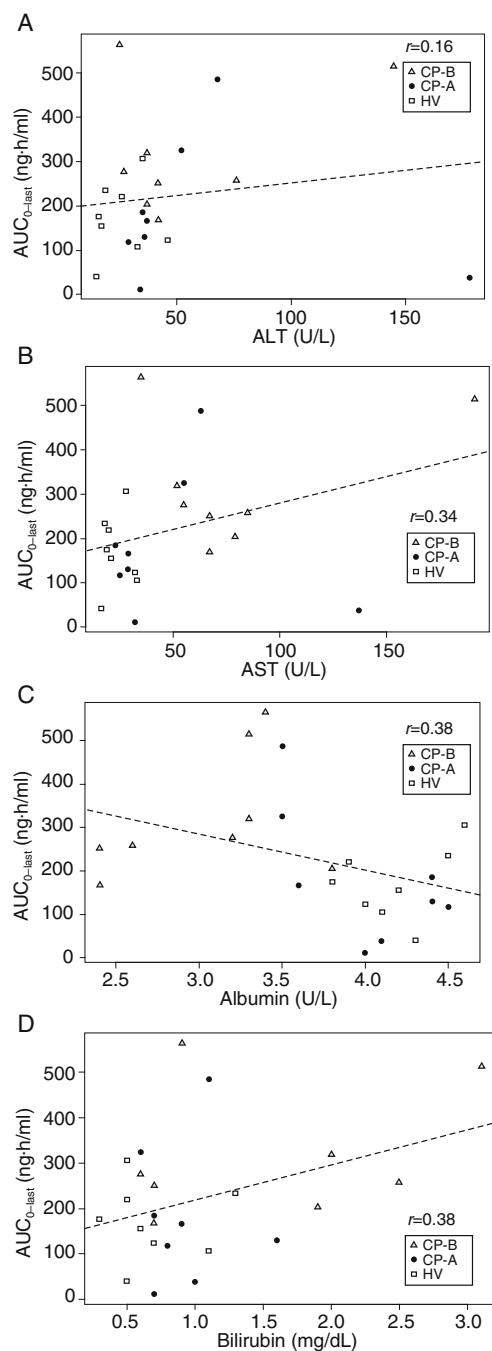 A
r=0.16
CP-B
CP-A
HV
500
400
300
200
100
0
AUC0–last (ng·h/ml)
50
100
150
ALT (U/L)
B
500
400
300
200
100
0
AUC0–last (ng·h/ml)
r=0.34
CP-B
CP-A
HV
50
100
150
AST (U/L)
C
r=0.38
CP-B
CP-A
HV
500
400
300
200
100
0
AUC0–last (ng·h/ml)
2.5
3.0
3.5
4.0
4.5
Albumin (U/L)
D
500
400
300
200
100
0
AUC0–last (ng·h/ml)
r=0.38
CP-B
CP-A
HV
0.5
1.0
1.5
2.0
2.5
3.0
Bilirubin (mg/dL)